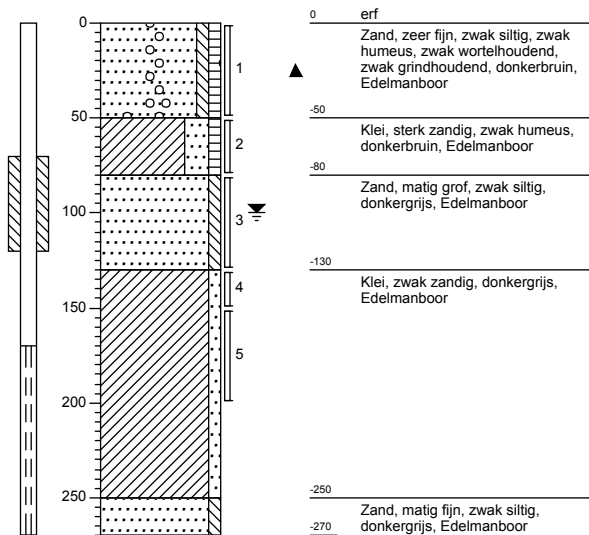 0
50
100
150
200
250
1
2
3
4
5
0 erf
Zand, zeer fijn, zwak siltig, zwak
humeus, zwak wortelhoudend,
zwak grindhoudend, donkerbruin,
Edelmanboor
-50
Klei, sterk zandig, zwak humeus,
donkerbruin, Edelmanboor
-80
Zand, matig grof, zwak siltig,
donkergrijs, Edelmanboor
-130
Klei, zwak zandig, donkergrijs,
Edelmanboor
-250
Zand, matig fijn, zwak siltig,
donkergrijs, Edelmanboor
-270